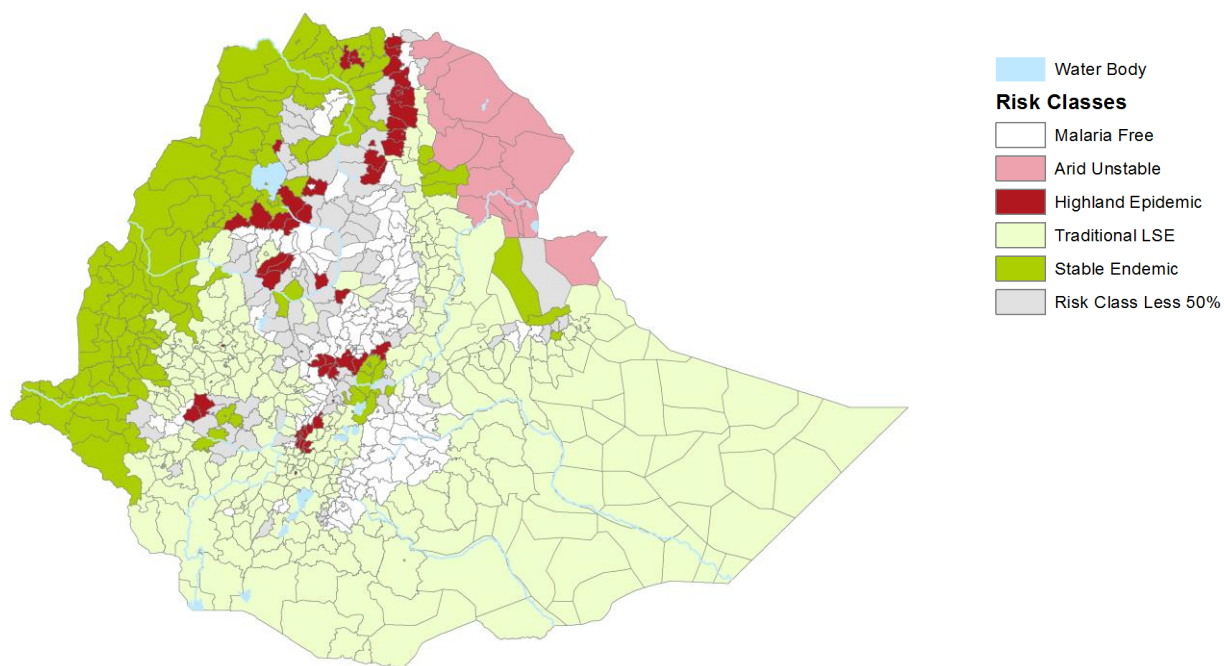 Water Body
Risk Classes
Malaria Free
Arid Unstable
Highland Epidemic
Traditional LSE
Stable Endemic
Risk Class Less 50%